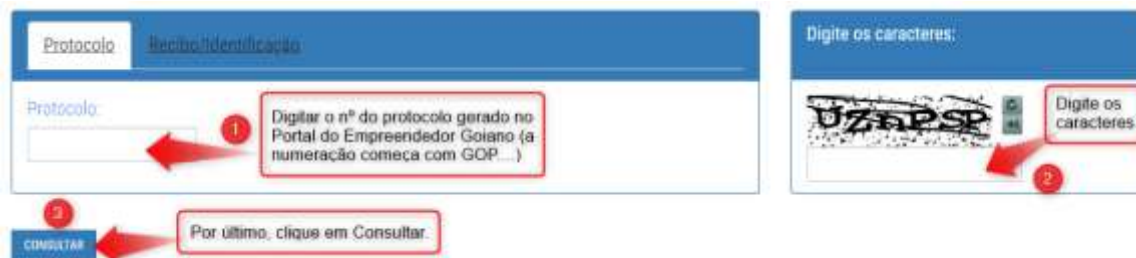 Protocolo
Recibo/Identificação
Protocolo:
1
Digitar o nº do protocolo gerado no
Portal do Empreendedor Goiano (a
numeração começa com GOP....)
Digite os caracteres:
UZnPSP
Digite os
caracteres
2
3
CONSULTAR
Por último, clique em Consultar.